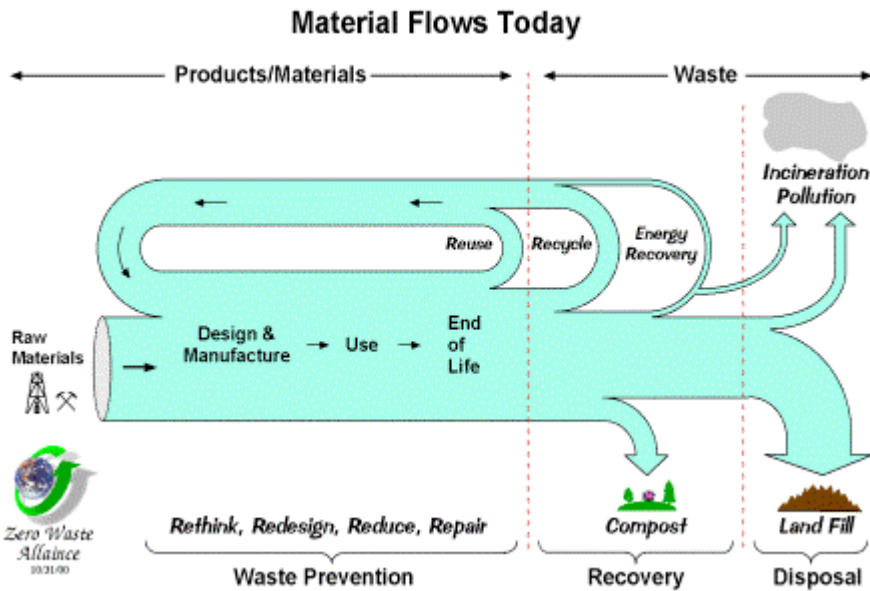 Material Flows Today
Products/Materials
Waste
Incineration
Pollution
Reuse
Recycle
Energy
Recovery
Raw
Materials
Design &
Manufacture
Use
End
of
Life
Zero Waste
Allaince
10/31/00
Rethink, Redesign, Reduce, Repair
Compost
Land Fill
Waste Prevention
Recovery
Disposal